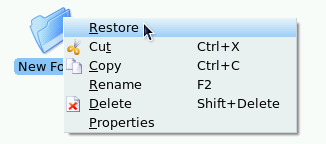 Restore
Cut Ctrl+X
New Fo
Copy Ctrl+C
Rename F2
Delete Shift+Delete
Properties